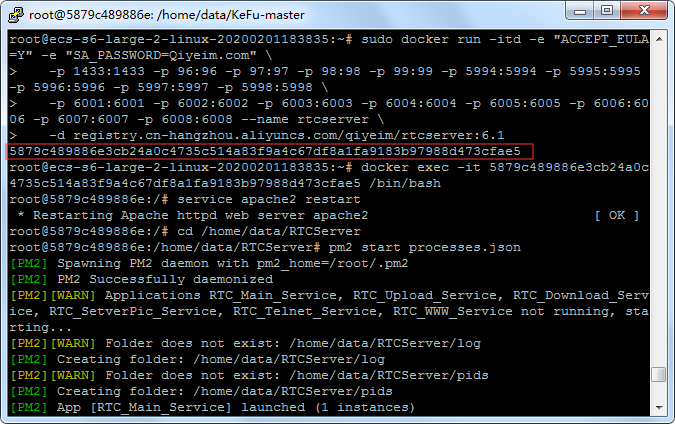 root@5879c489886e: /home/data/KeFu-master
root@ecs-s6-large-2-linux-20200201183835:~# sudo docker run -itd -e "ACCEPT_EULA
=Y" -e "SA_PASSWORD=Qiyeim.com" \
>    -p 1433:1433 -p 96:96 -p 97:97 -p 98:98 -p 99:99 -p 5994:5994 -p 5995:5995
-p 5996:5996 -p 5997:5997 -p 5998:5998 \
>    -p 6001:6001 -p 6002:6002 -p 6003:6003 -p 6004:6004 -p 6005:6005 -p 6006:60
06 -p 6007:6007 -p 6008:6008 --name rtcserver \
>    -d registry.cn-hangzhou.aliyuncs.com/qiyeim/rtcserver:6.1
5879c489886e3cb24a0c4735c514a83f9a4c67df8a1fa9183b97988d473cfae5
root@ecs-s6-large-2-linux-20200201183835:~# docker exec -it 5879c489886e3cb24a0c
4735c514a83f9a4c67df8a1fa9183b97988d473cfae5 /bin/bash
root@5879c489886e:/# service apache2 restart
 * Restarting Apache httpd web server apache2                             [ OK ]
root@5879c489886e:/# cd /home/data/RTCServer
root@5879c489886e:/home/data/RTCServer# pm2 start processes.json
[PM2] Spawning PM2 daemon with pm2_home=/root/.pm2
[PM2] PM2 Successfully daemonized
[PM2][WARN] Applications RTC_Main_Service, RTC_Upload_Service, RTC_Download_Serv
ice, RTC_SetverPic_Service, RTC_Telnet_Service, RTC_WWW_Service not running, sta
rting...
[PM2][WARN] Folder does not exist: /home/data/RTCServer/log
[PM2] Creating folder: /home/data/RTCServer/log
[PM2][WARN] Folder does not exist: /home/data/RTCServer/pids
[PM2] Creating folder: /home/data/RTCServer/pids
[PM2] App [RTC_Main_Service] launched (1 instances)